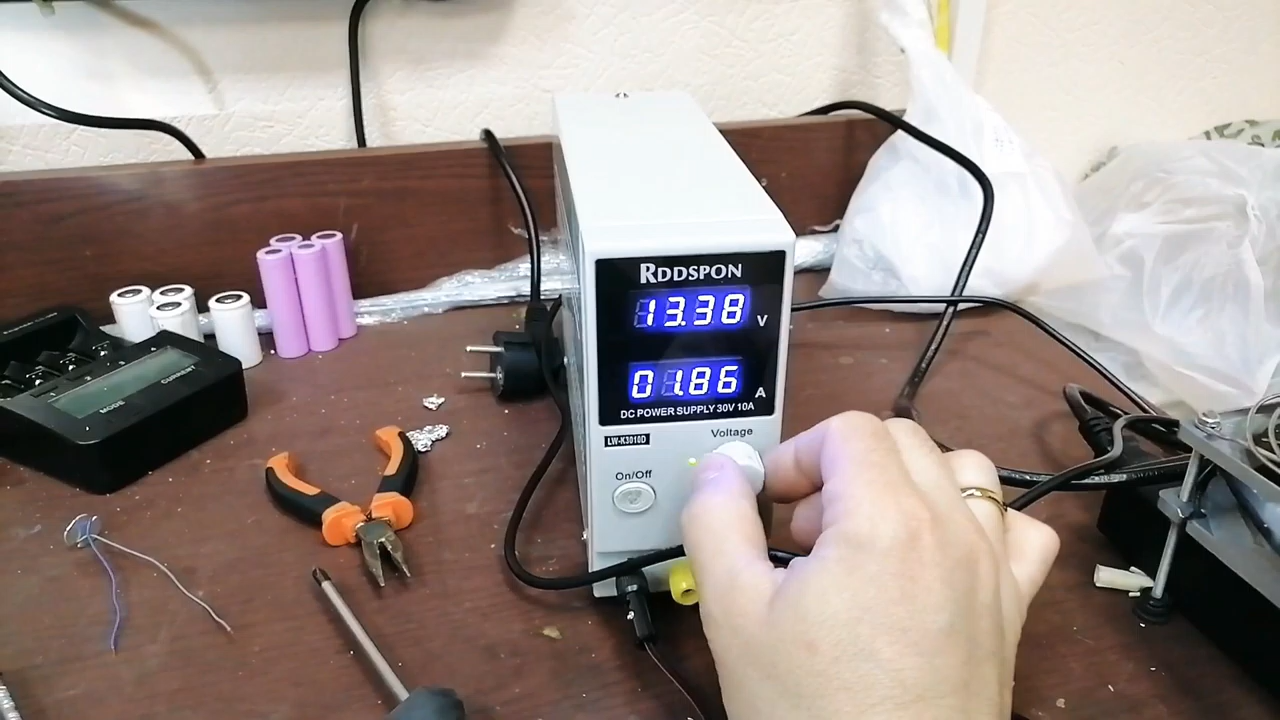 RDDSPON
13.38 V
01.86 A
DC POWER SUPPLY 30V 10A
LW-K3010D
Voltage
On/Off
CURRENT
MODE